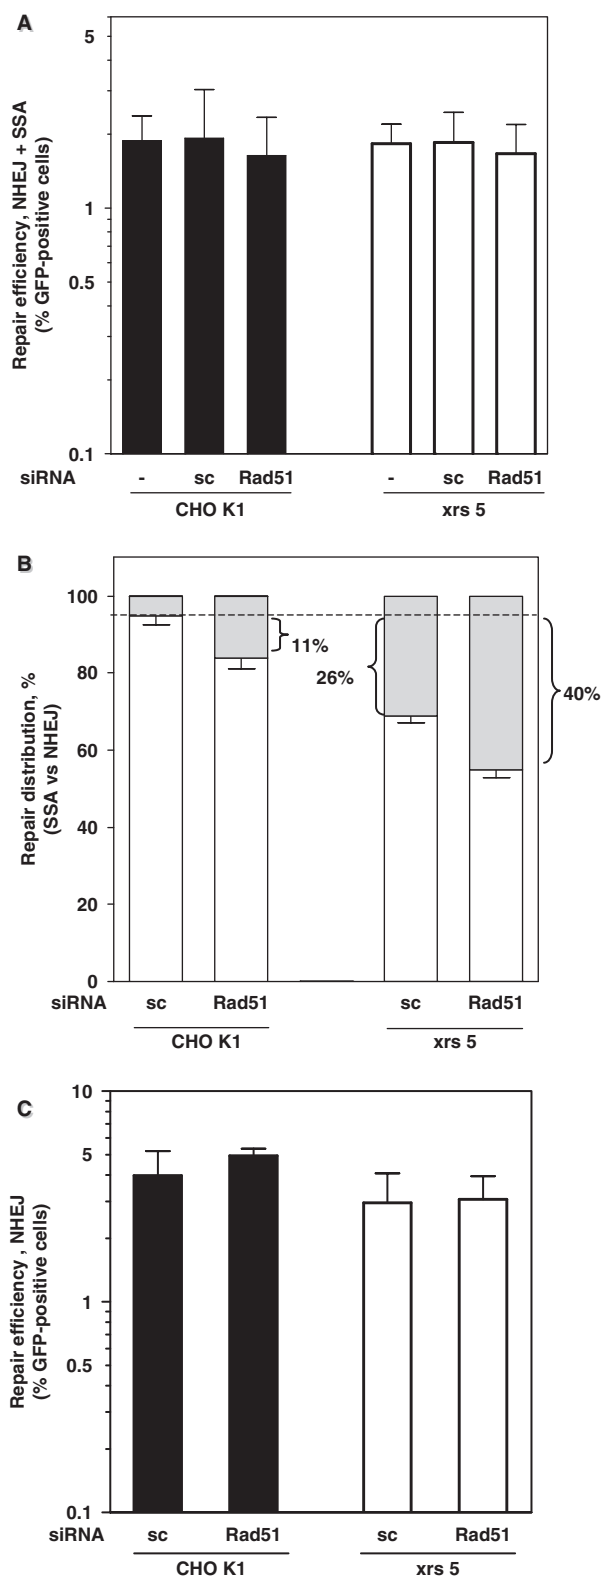 A
Repair efficiency, NHEJ + SSA
(% GFP-positive cells)
5
1
0.5
0.1
siRNA - sc Rad51 - sc Rad51
CHO K1 xrs 5
B
Repair distribution, %
(SSA vs NHEJ)
100
80
60
40
20
0
11%
26%
40%
siRNA sc Rad51 sc Rad51
CHO K1 xrs 5
C
Repair efficiency , NHEJ
(% GFP-positive cells)
10
5
1
0.5
0.1
siRNA sc Rad51 sc Rad51
CHO K1 xrs 5